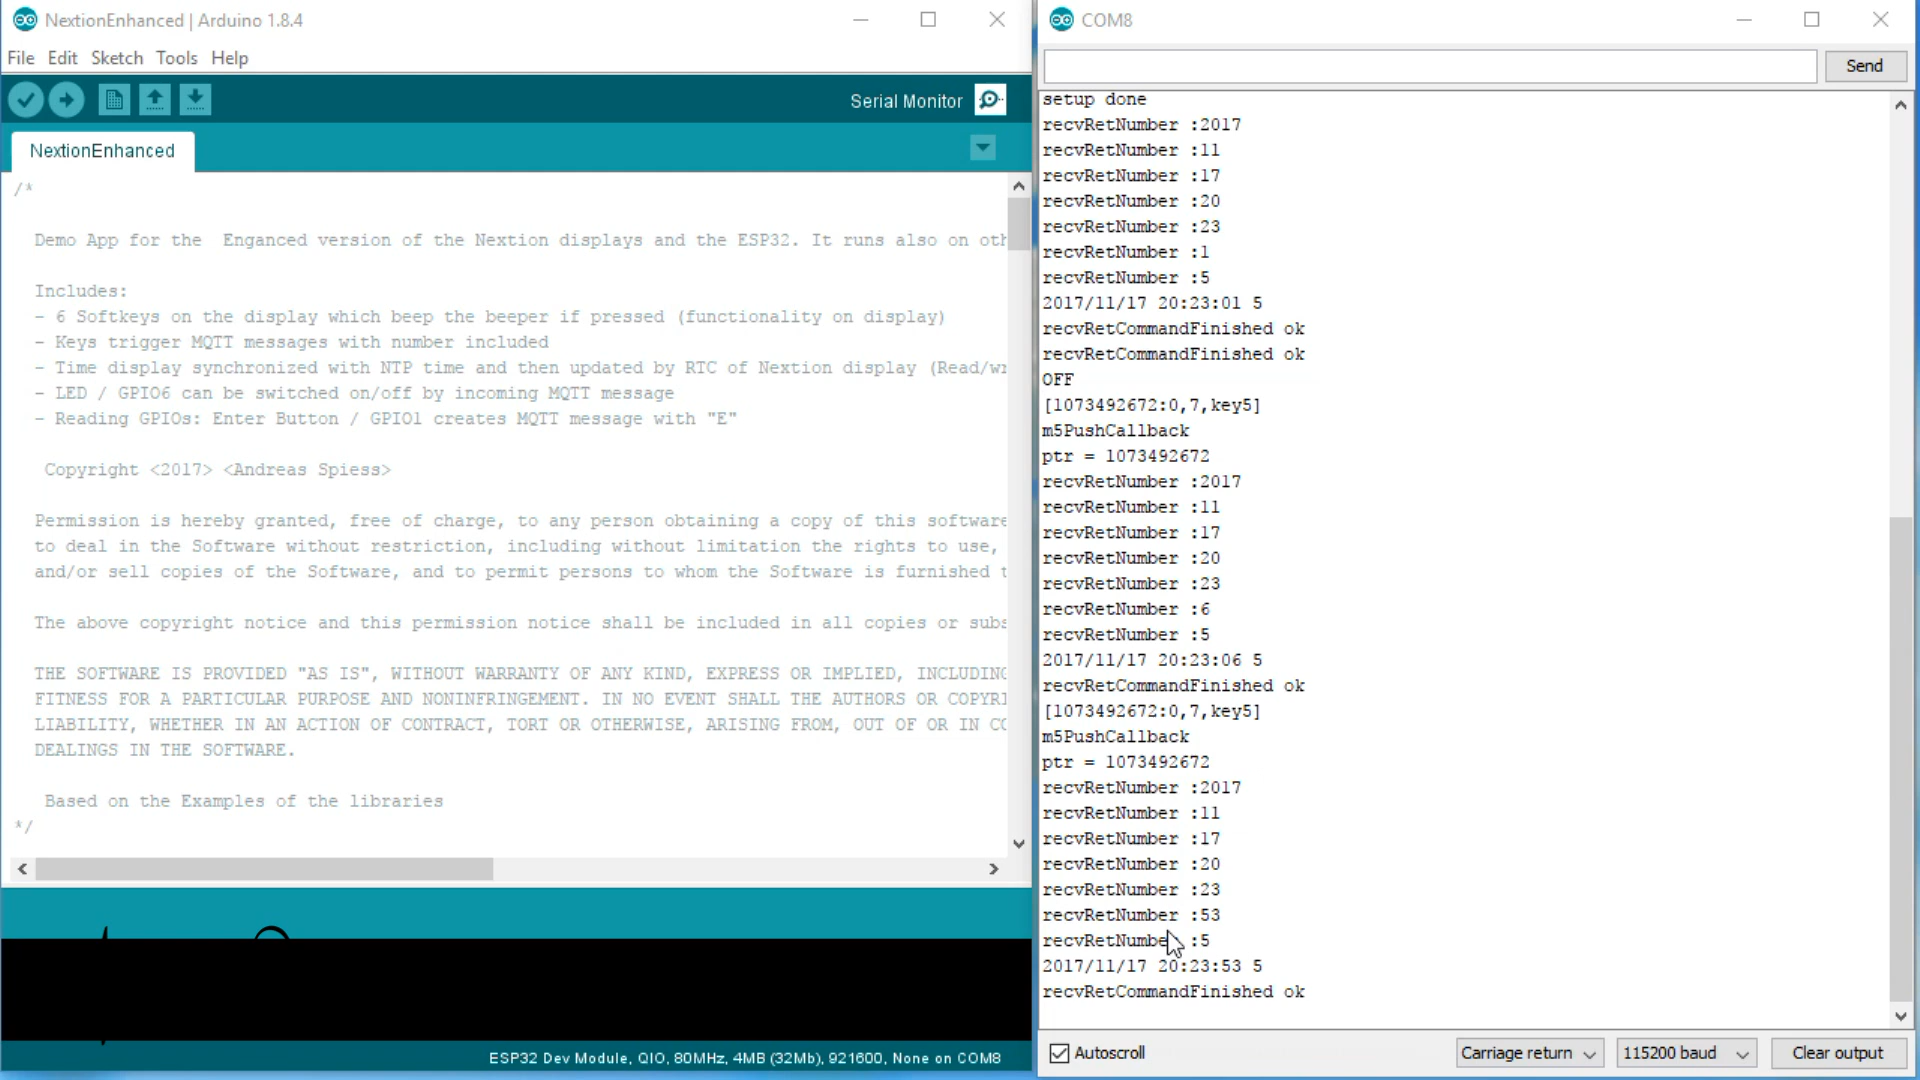 NextionEnhanced | Arduino 1.8.4
File Edit Sketch Tools Help
Serial Monitor
NextionEnhanced
/*
Demo App for the  Enganced version of the Nextion displays and the ESP32. It runs also on oth
Includes:
- 6 Softkeys on the display which beep the beeper if pressed (functionality on display)
- Keys trigger MQTT messages with number included
- Time display synchronized with NTP time and then updated by RTC of Nextion display (Read/wr
- LED / GPIO6 can be switched on/off by incoming MQTT message
- Reading GPIOs: Enter Button / GPIO1 creates MQTT message with "E"
Copyright <2017> <Andreas Spiess>
Permission is hereby granted, free of charge, to any person obtaining a copy of this software
to deal in the Software without restriction, including without limitation the rights to use,
and/or sell copies of the Software, and to permit persons to whom the Software is furnished t
The above copyright notice and this permission notice shall be included in all copies or subs
THE SOFTWARE IS PROVIDED "AS IS", WITHOUT WARRANTY OF ANY KIND, EXPRESS OR IMPLIED, INCLUDING
FITNESS FOR A PARTICULAR PURPOSE AND NONINFRINGEMENT. IN NO EVENT SHALL THE AUTHORS OR COPYRI
LIABILITY, WHETHER IN AN ACTION OF CONTRACT, TORT OR OTHERWISE, ARISING FROM, OUT OF OR IN CO
DEALINGS IN THE SOFTWARE.
Based on the Examples of the libraries
*/
ESP32 Dev Module, QIO, 80MHz, 4MB (32Mb), 921600, None on COM8
COM8
Send
setup done
recvRetNumber :2017
recvRetNumber :11
recvRetNumber :17
recvRetNumber :20
recvRetNumber :23
recvRetNumber :1
recvRetNumber :5
2017/11/17 20:23:01 5
recvRetCommandFinished ok
recvRetCommandFinished ok
OFF
[1073492672:0,7,key5]
m5PushCallback
ptr = 1073492672
recvRetNumber :2017
recvRetNumber :11
recvRetNumber :17
recvRetNumber :20
recvRetNumber :23
recvRetNumber :6
recvRetNumber :5
2017/11/17 20:23:06 5
recvRetCommandFinished ok
[1073492672:0,7,key5]
m5PushCallback
ptr = 1073492672
recvRetNumber :2017
recvRetNumber :11
recvRetNumber :17
recvRetNumber :20
recvRetNumber :23
recvRetNumber :53
recvRetNumber :5
2017/11/17 20:23:53 5
recvRetCommandFinished ok
Autoscroll
Carriage return
115200 baud
Clear output